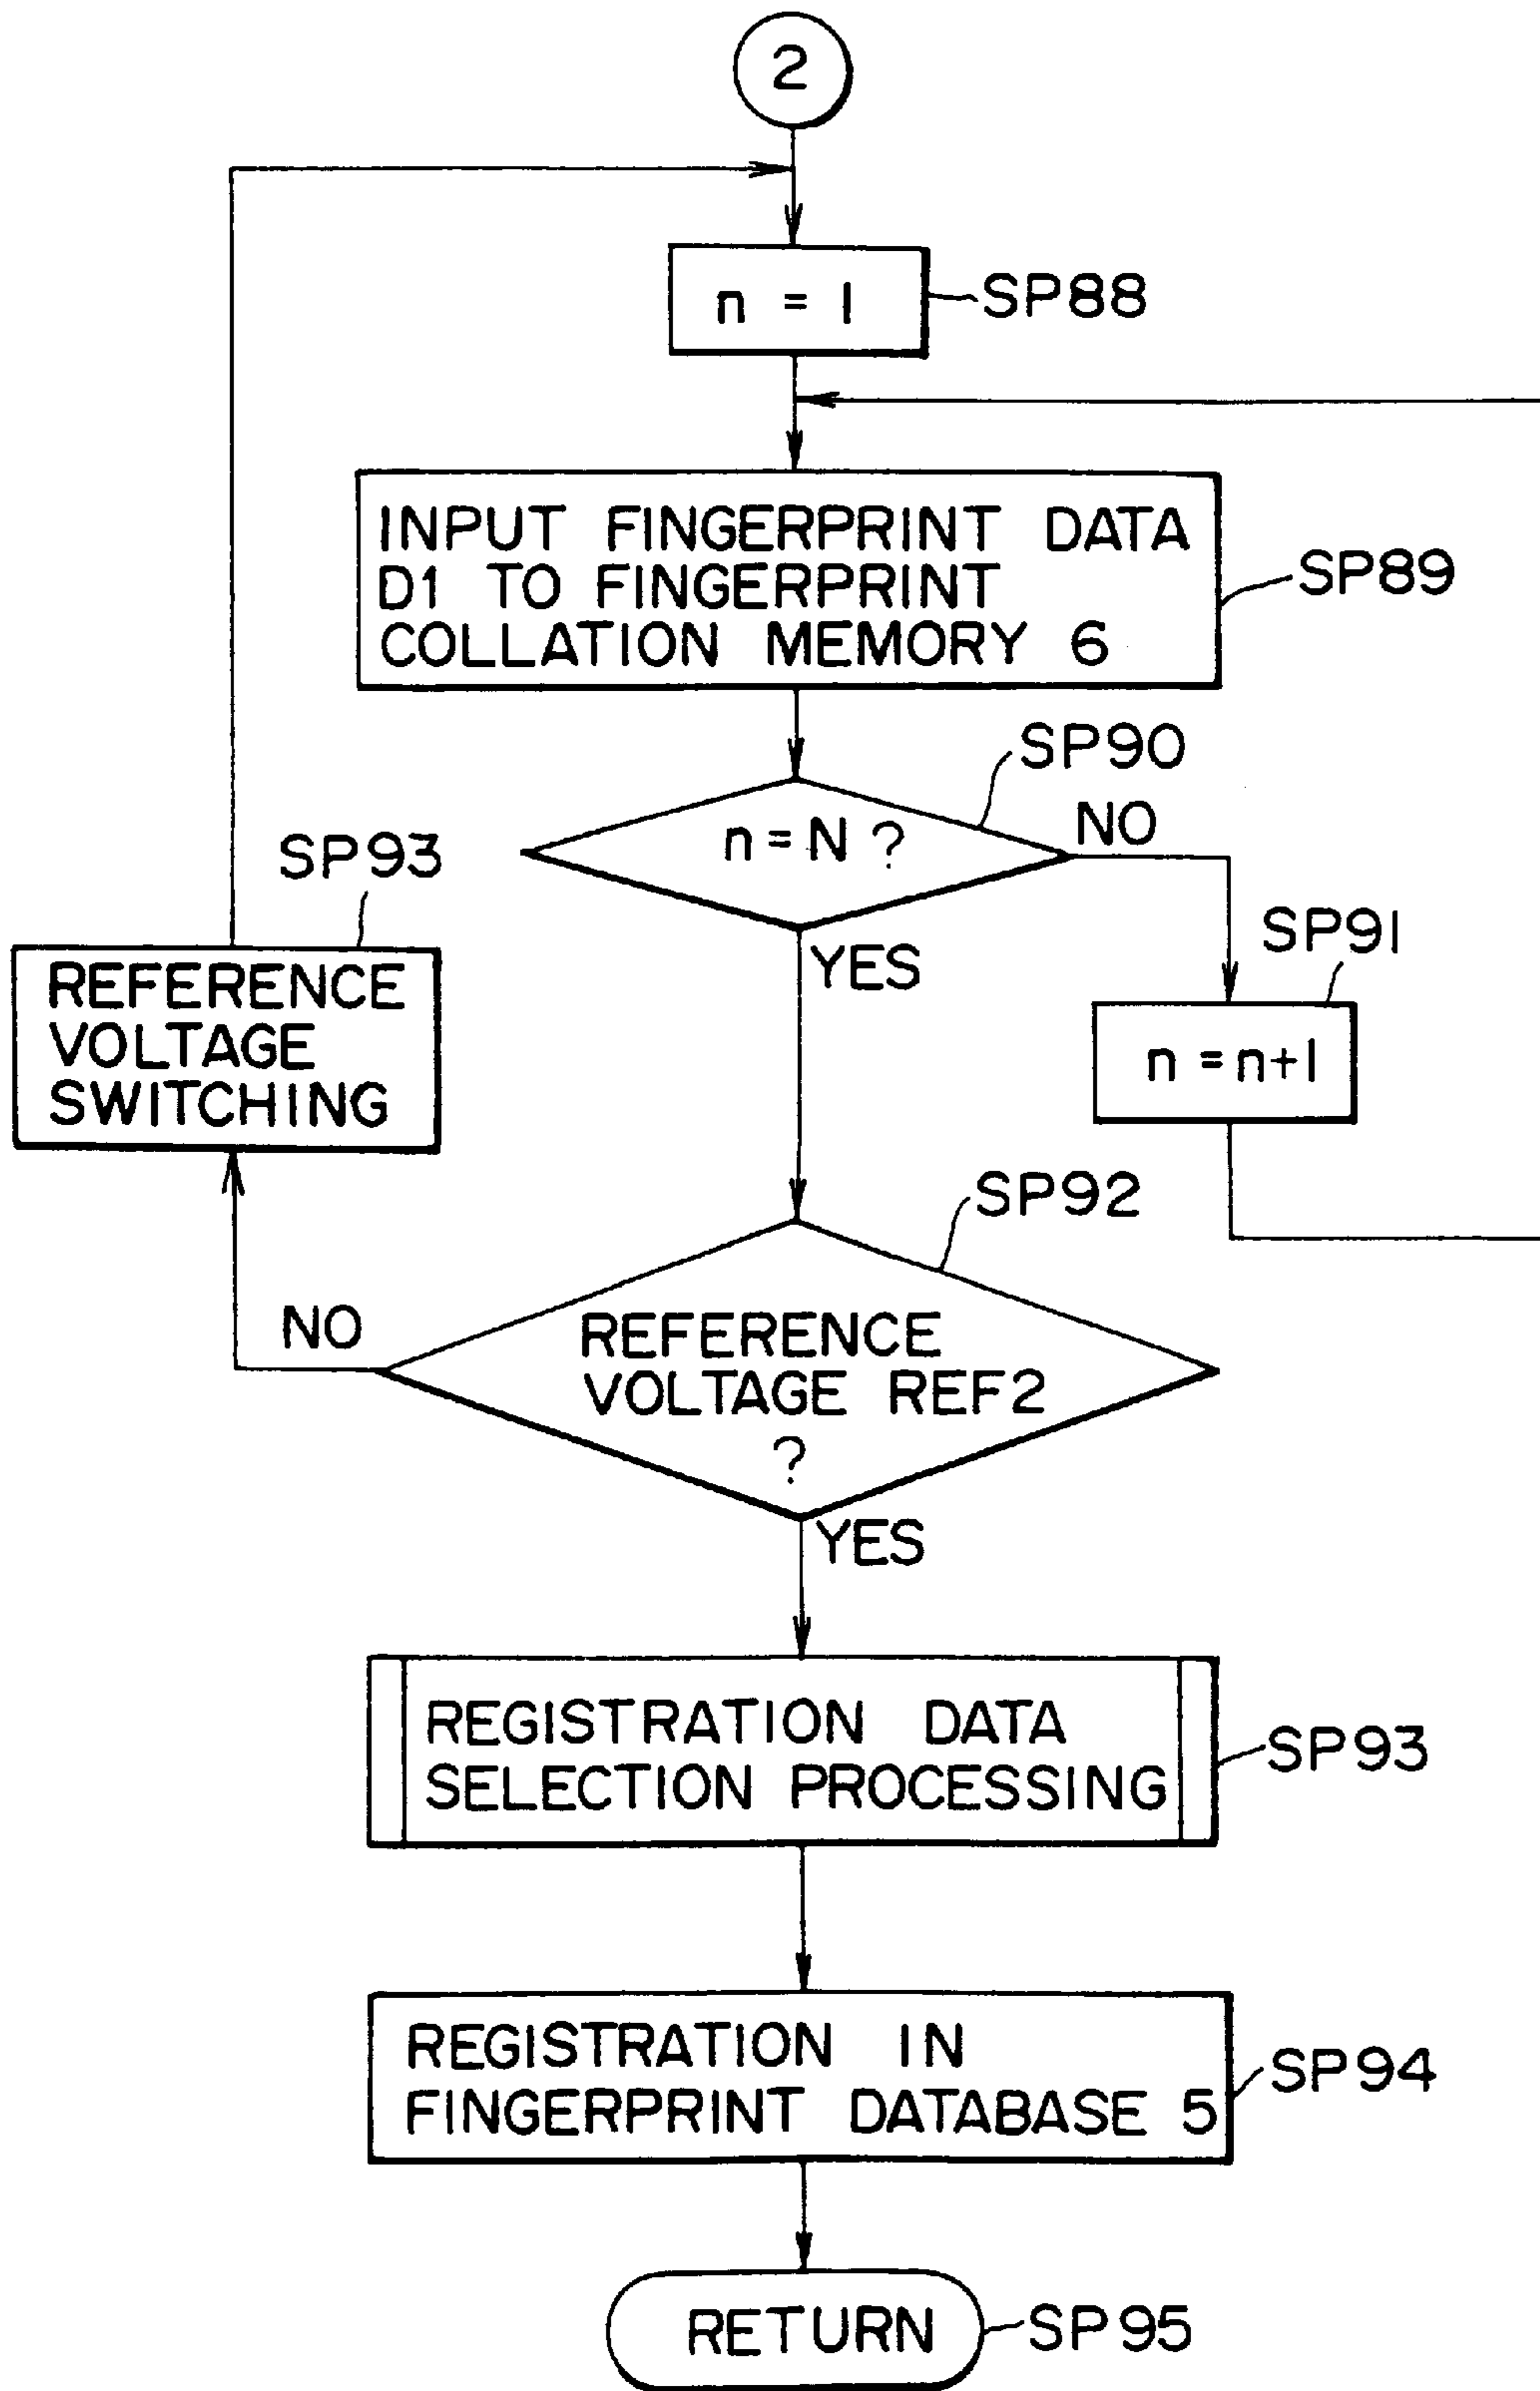 2
n = 1
SP88
INPUT FINGERPRINT DATA
D1 TO FINGERPRINT
COLLATION MEMORY 6
SP89
SP90
n = N ?
NO
YES
SP91
n = n+1
SP93
REFERENCE
VOLTAGE
SWITCHING
SP92
NO
REFERENCE
VOLTAGE REF2
?
YES
REGISTRATION DATA
SELECTION PROCESSING
SP93
REGISTRATION IN
FINGERPRINT DATABASE 5
SP94
RETURN
SP95